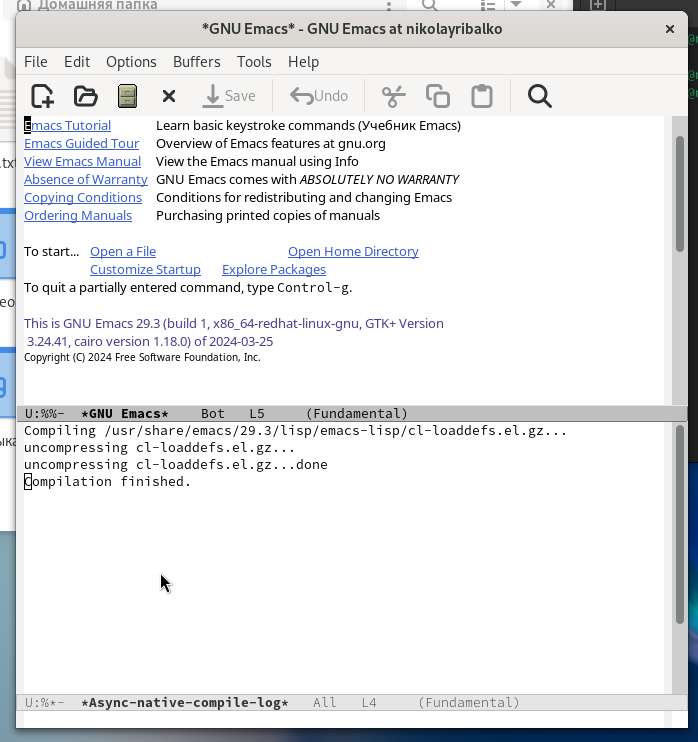 Домашняя папка
*GNU Emacs* - GNU Emacs at nikolayribalko
File Edit Options Buffers Tools Help
Save Undo
Emacs Tutorial Learn basic keystroke commands (Учебник Emacs)
Emacs Guided Tour Overview of Emacs features at gnu.org
View Emacs Manual View the Emacs manual using Info
Absence of Warranty GNU Emacs comes with ABSOLUTELY NO WARRANTY
Copying Conditions Conditions for redistributing and changing Emacs
Ordering Manuals Purchasing printed copies of manuals
To start... Open a File Open Home Directory
Customize Startup Explore Packages
To quit a partially entered command, type Control-g.
This is GNU Emacs 29.3 (build 1, x86_64-redhat-linux-gnu, GTK+ Version
3.24.41, cairo version 1.18.0) of 2024-03-25
Copyright (C) 2024 Free Software Foundation, Inc.
U:%%- *GNU Emacs* Bot L5 (Fundamental)
Compiling /usr/share/emacs/29.3/lisp/emacs-lisp/cl-loaddefs.el.gz...
uncompressing cl-loaddefs.el.gz...
uncompressing cl-loaddefs.el.gz...done
Compilation finished.
U:%*- *Async-native-compile-log* All L4 (Fundamental)